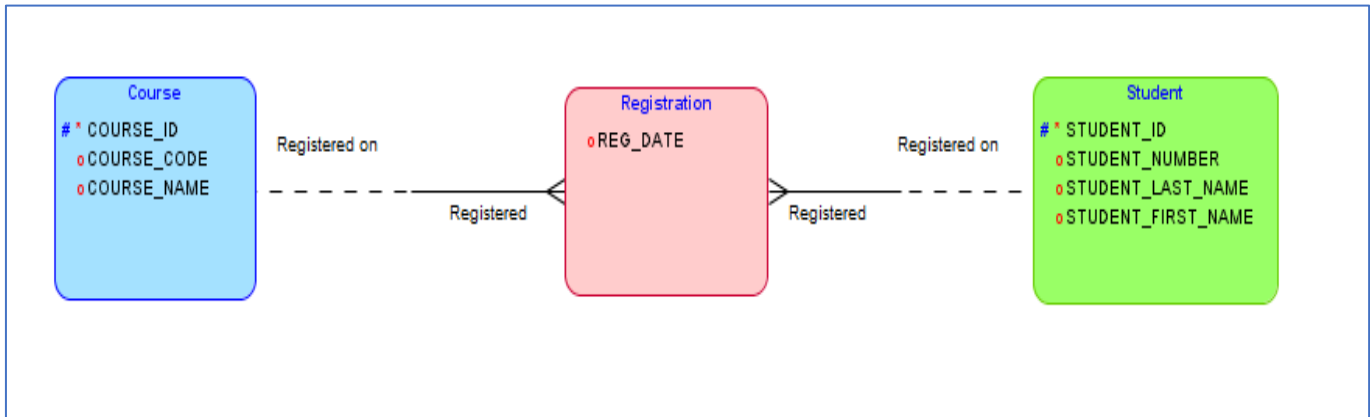 Course
# * COURSE_ID
o COURSE_CODE
o COURSE_NAME
Registered on
Registered
Registration
o REG_DATE
Registered on
Registered
Student
# * STUDENT_ID
o STUDENT_NUMBER
o STUDENT_LAST_NAME
o STUDENT_FIRST_NAME